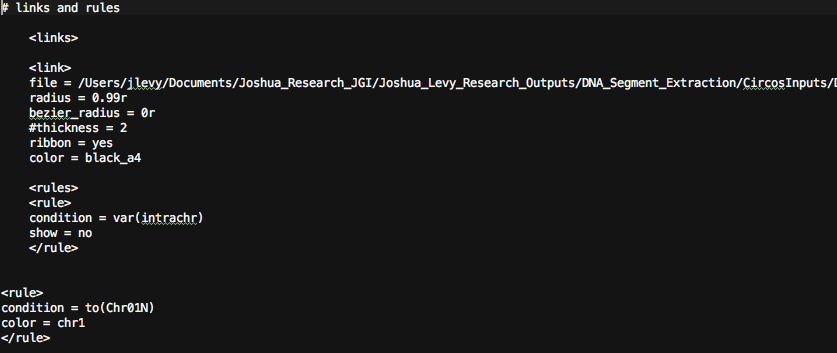 # links and rules
<links>
<link>
file = /Users/jlevy/Documents/Joshua_Research_JGI/Joshua_Levy_Research_Outputs/DNA_Segment_Extraction/CircosInputs/
radius = 0.99r
bezier_radius = 0r
#thickness = 2
ribbon = yes
color = black_a4
<rules>
<rule>
condition = var(intrachr)
show = no
</rule>
<rule>
condition = to(Chr01N)
color = chr1
</rule>